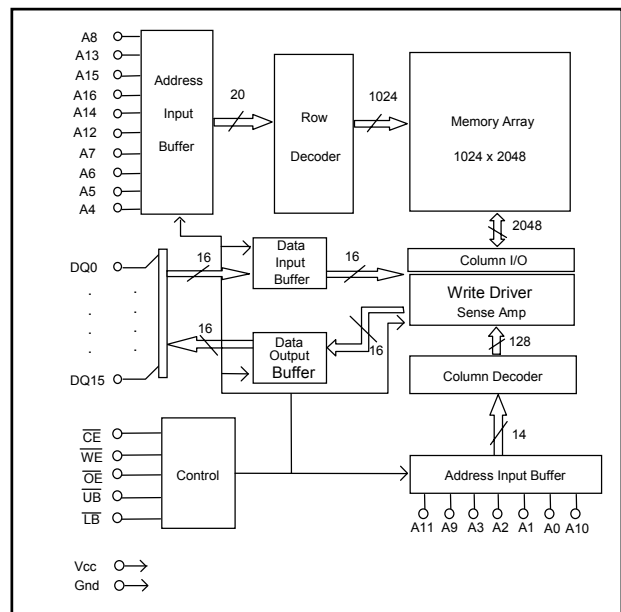 A8
A13
A15
A16
A14
A12
A7
A6
A5
A4
Address
Input
Buffer
20
Row
Decoder
1024
Memory Array
1024 x 2048
2048
DQ0
. .
. .
. .
. .
DQ15
16
Data
Input
Buffer
16
Column I/O
Write Driver
Sense Amp
16
Data
Output
Buffer
16
128
Column Decoder
CE
WE
OE
UB
LB
Control
14
Address Input Buffer
A11 A9 A3 A2 A1 A0 A10
Vcc
Gnd